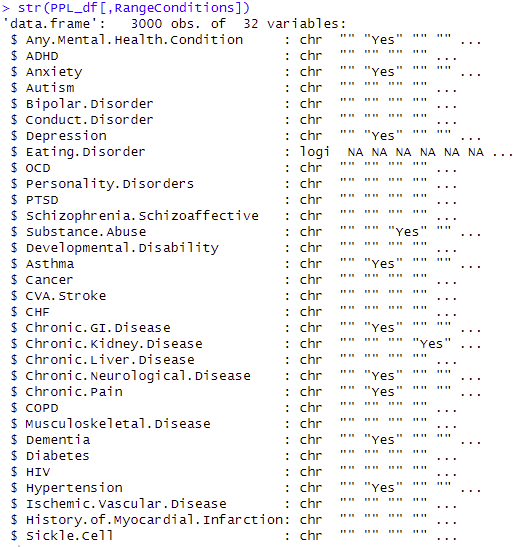 > str(PPL_df[,RangeConditions])
'data.frame':   3000 obs. of  32 variables:
 $ Any.Mental.Health.Condition     : chr  "" "Yes" "" "" ...
 $ ADHD                            : chr  "" "" "" "" ...
 $ Anxiety                         : chr  "" "Yes" "" "" ...
 $ Autism                          : chr  "" "" "" "" ...
 $ Bipolar.Disorder                : chr  "" "" "" "" ...
 $ Conduct.Disorder                : chr  "" "" "" "" ...
 $ Depression                      : chr  "" "Yes" "" "" ...
 $ Eating.Disorder                 : logi  NA NA NA NA NA NA ...
 $ OCD                             : chr  "" "" "" "" ...
 $ Personality.Disorders           : chr  "" "" "" "" ...
 $ PTSD                            : chr  "" "" "" "" ...
 $ Schizophrenia.Schizoaffective   : chr  "" "" "" "" ...
 $ Substance.Abuse                 : chr  "" "" "Yes" "" ...
 $ Developmental.Disability        : chr  "" "" "" "" ...
 $ Asthma                          : chr  "" "Yes" "" "" ...
 $ Cancer                          : chr  "" "" "" "" ...
 $ CVA.Stroke                      : chr  "" "" "" "" ...
 $ CHF                             : chr  "" "" "" "" ...
 $ Chronic.GI.Disease              : chr  "" "Yes" "" "" ...
 $ Chronic.Kidney.Disease          : chr  "" "" "" "Yes" ...
 $ Chronic.Liver.Disease           : chr  "" "" "" "" ...
 $ Chronic.Neurological.Disease    : chr  "" "Yes" "" "" ...
 $ Chronic.Pain                    : chr  "" "Yes" "" "" ...
 $ COPD                            : chr  "" "" "" "" ...
 $ Musculoskeletal.Disease         : chr  "" "" "" "" ...
 $ Dementia                        : chr  "" "Yes" "" "" ...
 $ Diabetes                        : chr  "" "" "" "" ...
 $ HIV                             : chr  "" "" "" "" ...
 $ Hypertension                    : chr  "" "Yes" "" "" ...
 $ Ischemic.Vascular.Disease       : chr  "" "" "" "" ...
 $ History.of.Myocardial.Infarction: chr  "" "" "" "" ...
 $ Sickle.Cell                     : chr  "" "" "" "" ...